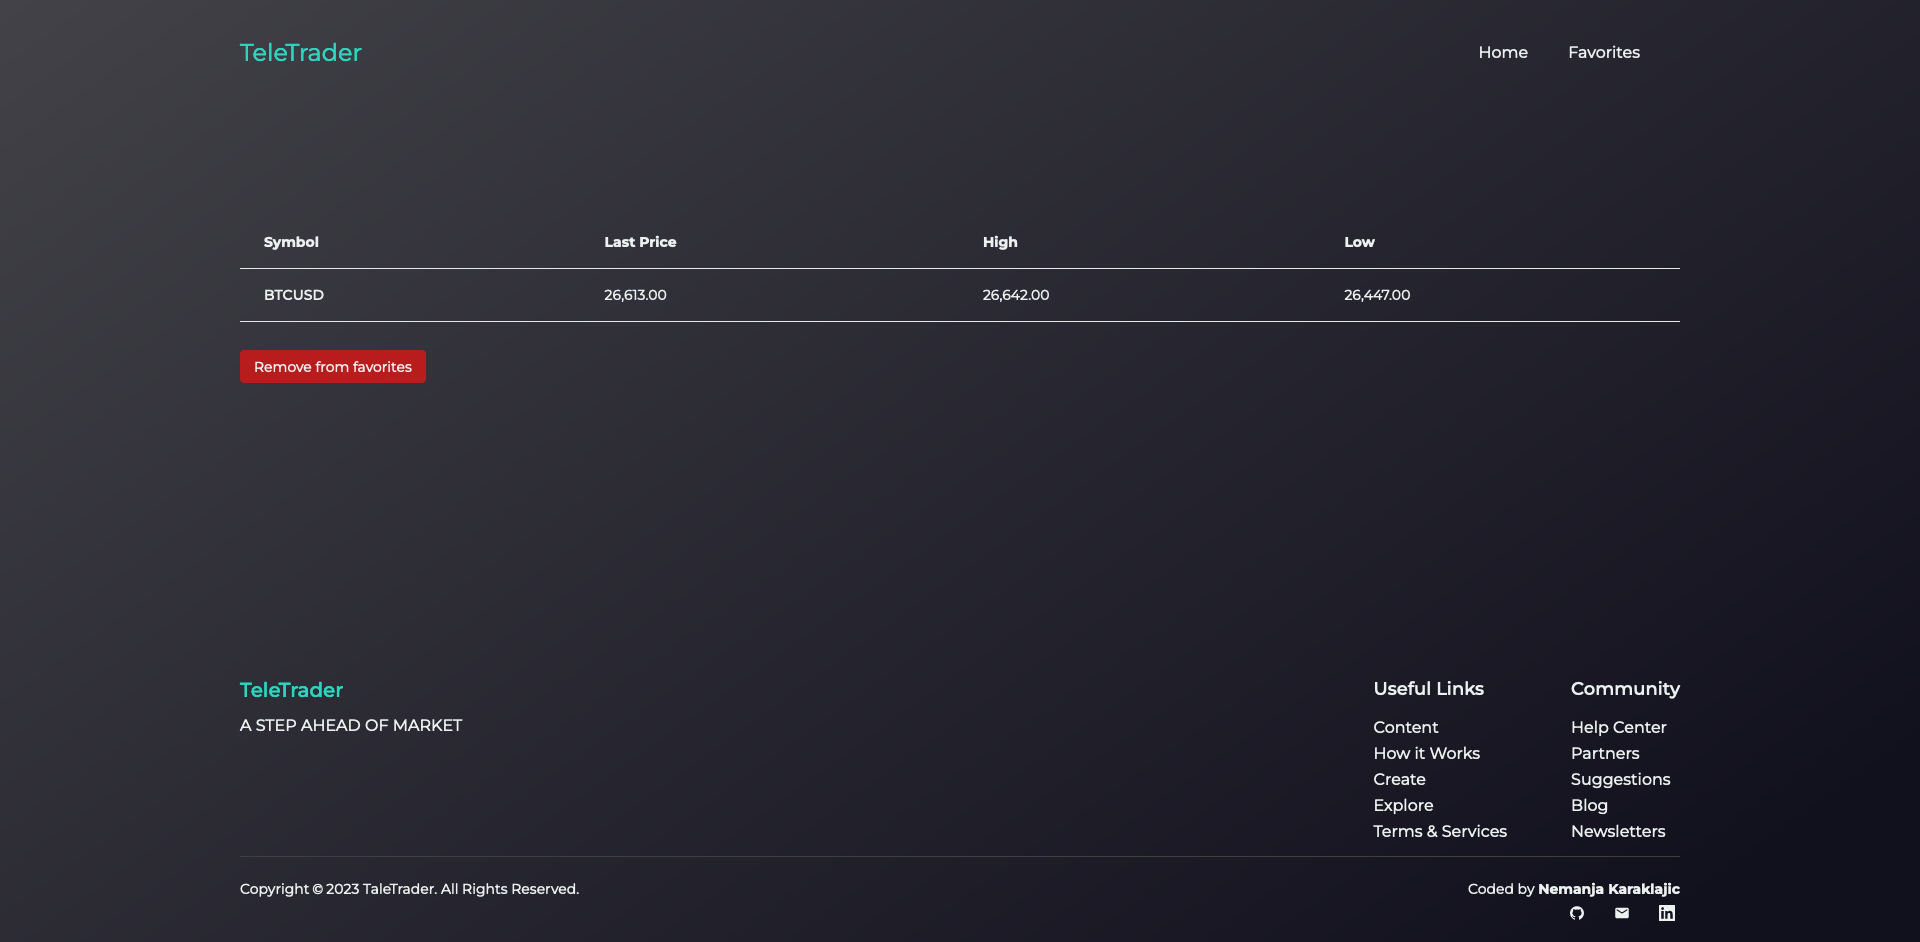 TeleTrader
Home
Favorites
Symbol Last Price High Low
BTCUSD 26,613.00 26,642.00 26,447.00
Remove from favorites
TeleTrader
A STEP AHEAD OF MARKET
Useful Links
Content
How it Works
Create
Explore
Terms & Services
Community
Help Center
Partners
Suggestions
Blog
Newsletters
Copyright © 2023 TaleTrader. All Rights Reserved.
Coded by Nemanja Karaklajic
in